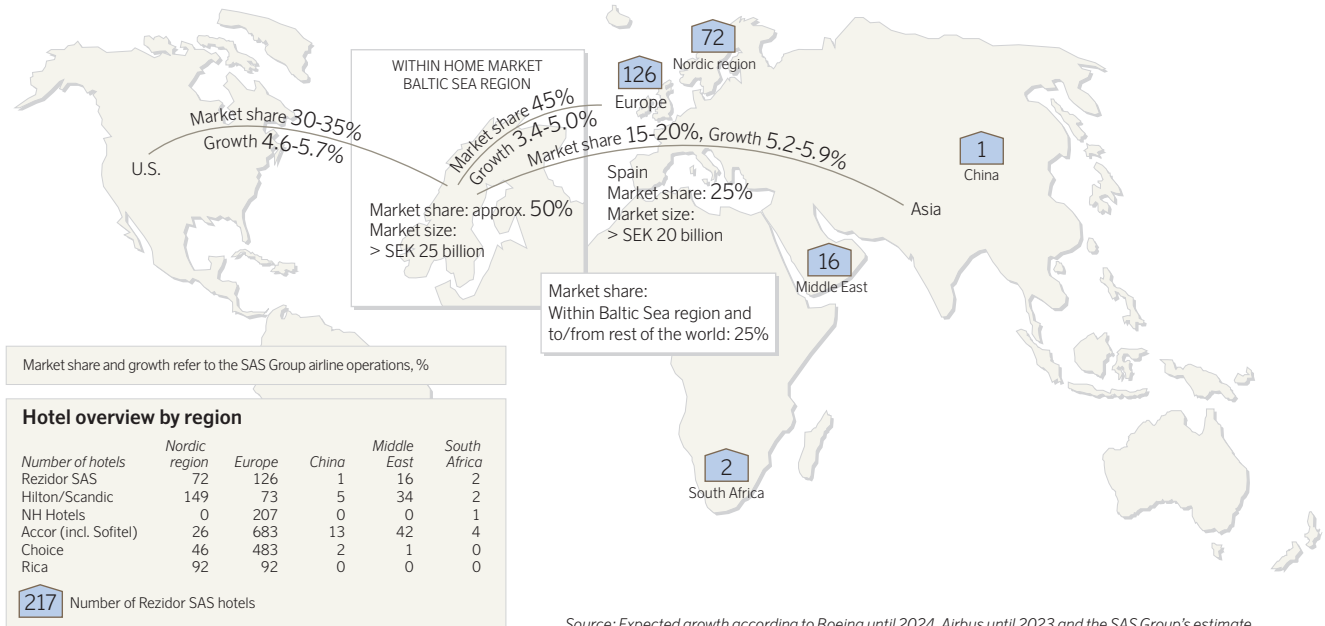 72
Nordic region
WITHIN HOME MARKET
BALTIC SEA REGION
126
Europe
Market share 45%
Growth 3.4-5.0%
Market share 30-35%
Growth 4.6-5.7%
Market share 15-20%, Growth 5.2-5.9%
U.S.
1
China
Spain
Market share: 25%
Market size:
> SEK 20 billion
Market share: approx. 50%
Market size:
> SEK 25 billion
Asia
16
Middle East
Market share:
Within Baltic Sea region and
to/from rest of the world: 25%
Market share and growth refer to the SAS Group airline operations, %
Hotel overview by region
Nordic Middle South
Number of hotels region Europe China East Africa
Rezidor SAS 72 126 1 16 2
Hilton/Scandic 149 73 5 34 2
NH Hotels 0 207 0 0 1
Accor (incl. Sofitel) 26 683 13 42 4
Choice 46 483 2 1 0
Rica 92 92 0 0 0
217 Number of Rezidor SAS hotels
2
South Africa
Source: Expected growth according to Boeing until 2024, Airbus until 2023 and the SAS Group's estimate